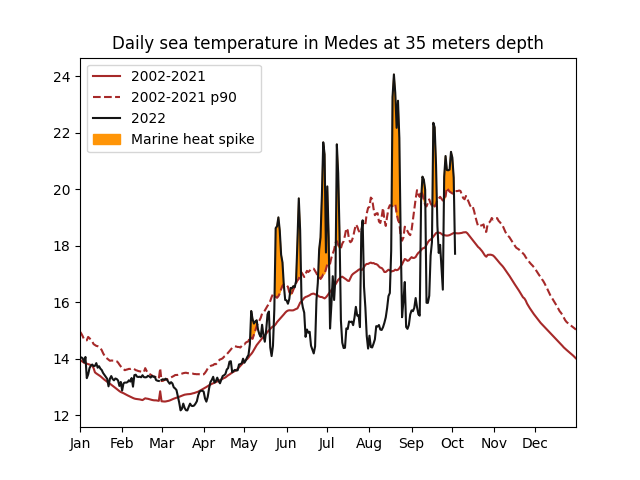 Daily sea temperature in Medes at 35 meters depth
2002-2021
2002-2021 p90
2022
Marine heat spike
24
22
20
18
16
14
12
Jan Feb Mar Apr May Jun Jul Aug Sep Oct Nov Dec